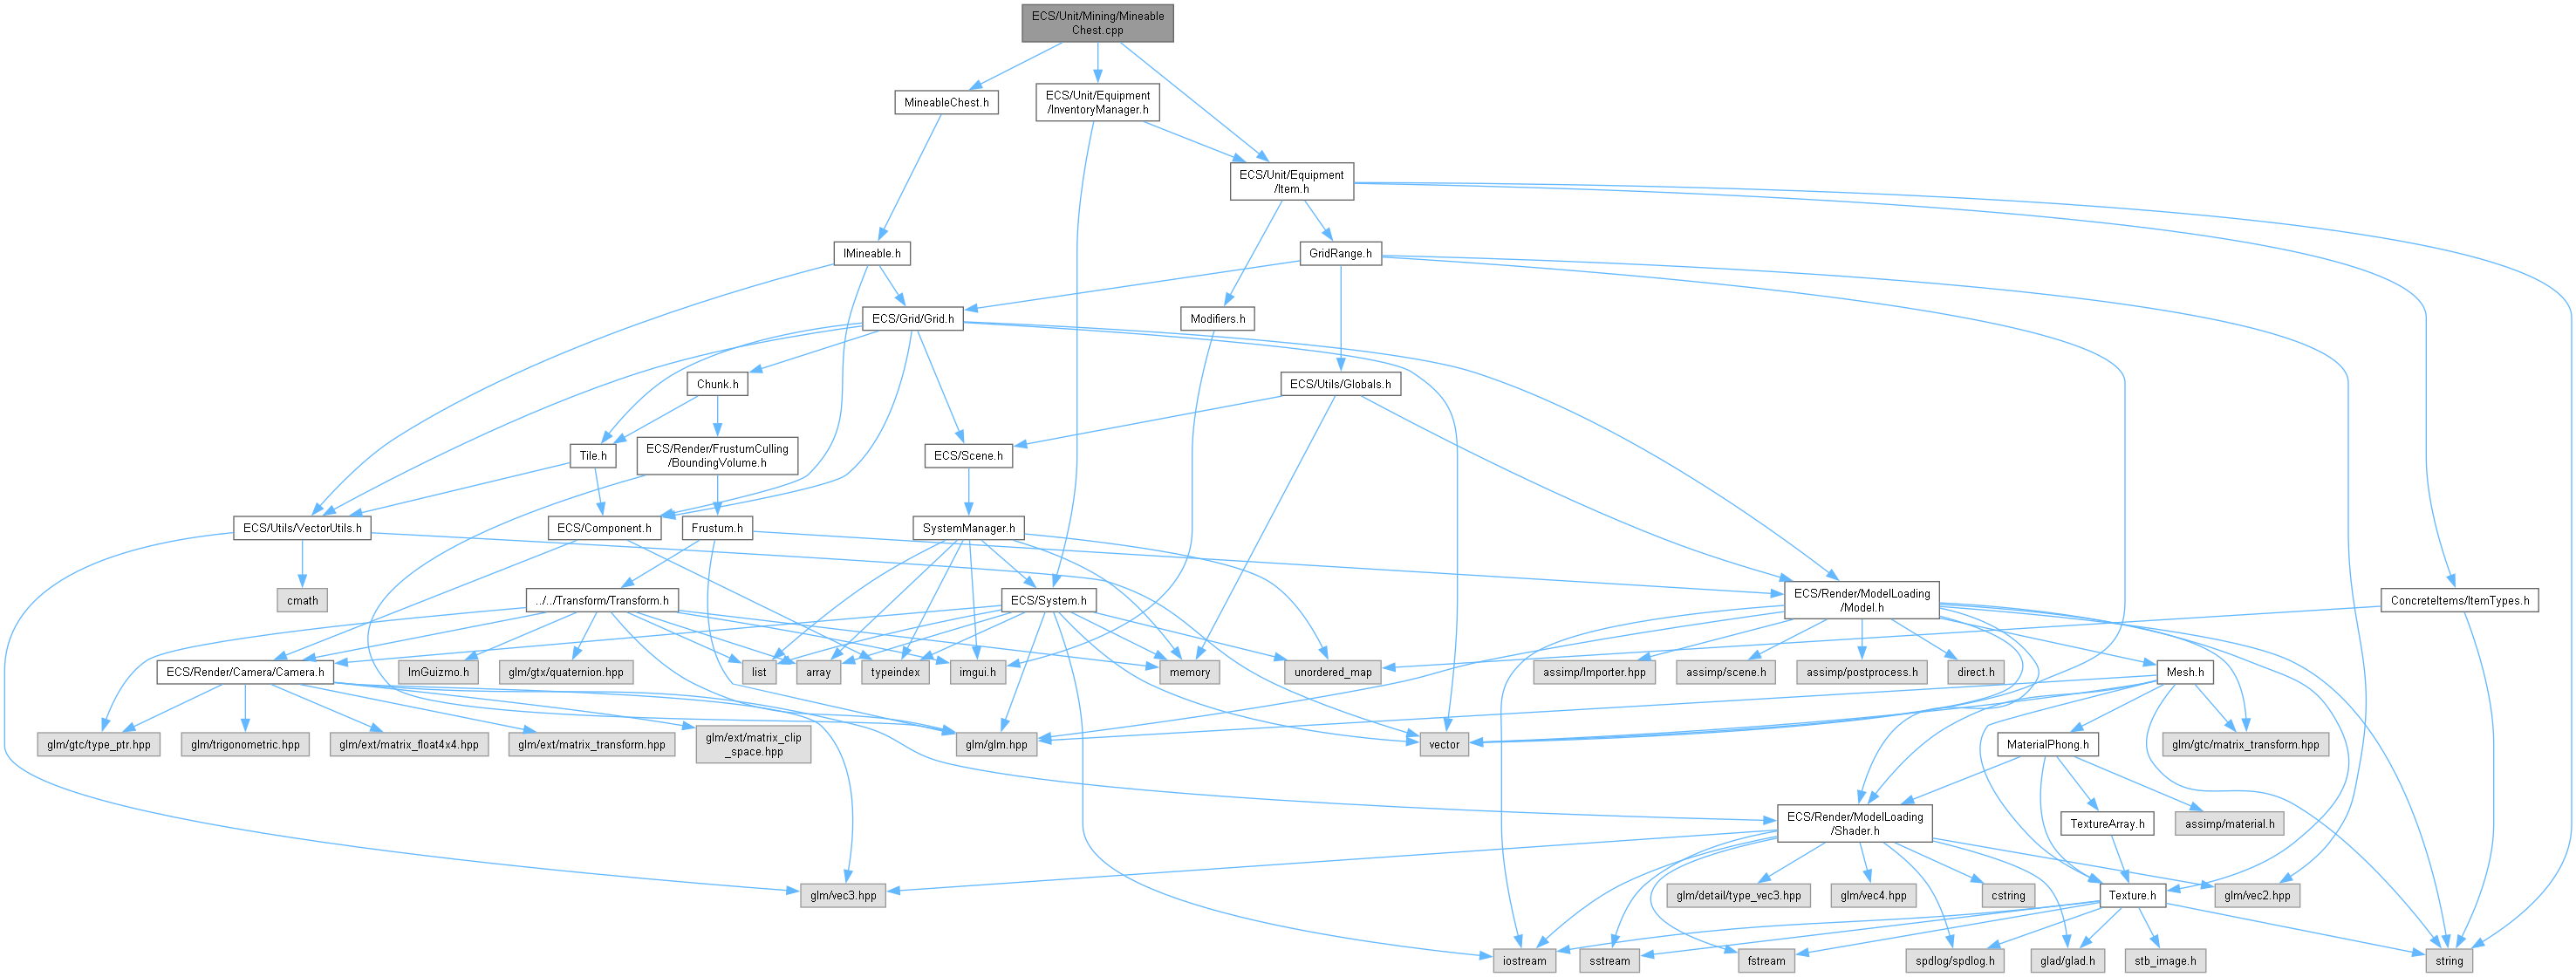 ECS/Unit/Mining/Mineable
Chest.cpp
MineableChest.h
ECS/Unit/Equipment
/InventoryManager.h
ECS/Unit/Equipment
/Item.h
IMineable.h
GridRange.h
ECS/Grid/Grid.h
Modifiers.h
Chunk.h
ECS/Utils/Globals.h
Tile.h
ECS/Render/FrustumCulling
/BoundingVolume.h
ECS/Scene.h
ECS/Utils/VectorUtils.h
ECS/Component.h
Frustum.h
SystemManager.h
cmath
../../Transform/Transform.h
ECS/System.h
ECS/Render/ModelLoading
/Model.h
ConcreteItems/ItemTypes.h
ECS/Render/Camera/Camera.h
ImGuizmo.h
glm/gtx/quaternion.hpp
list
array
typeindex
imgui.h
memory
unordered_map
assimp/Importer.hpp
assimp/scene.h
assimp/postprocess.h
direct.h
Mesh.h
glm/gtc/type_ptr.hpp
glm/trigonometric.hpp
glm/ext/matrix_float4x4.hpp
glm/ext/matrix_transform.hpp
glm/ext/matrix_clip
_space.hpp
glm/glm.hpp
vector
MaterialPhong.h
glm/gtc/matrix_transform.hpp
ECS/Render/ModelLoading
/Shader.h
TextureArray.h
assimp/material.h
glm/vec3.hpp
glm/detail/type_vec3.hpp
glm/vec4.hpp
cstring
Texture.h
glm/vec2.hpp
iostream
sstream
fstream
spdlog/spdlog.h
glad/glad.h
stb_image.h
string